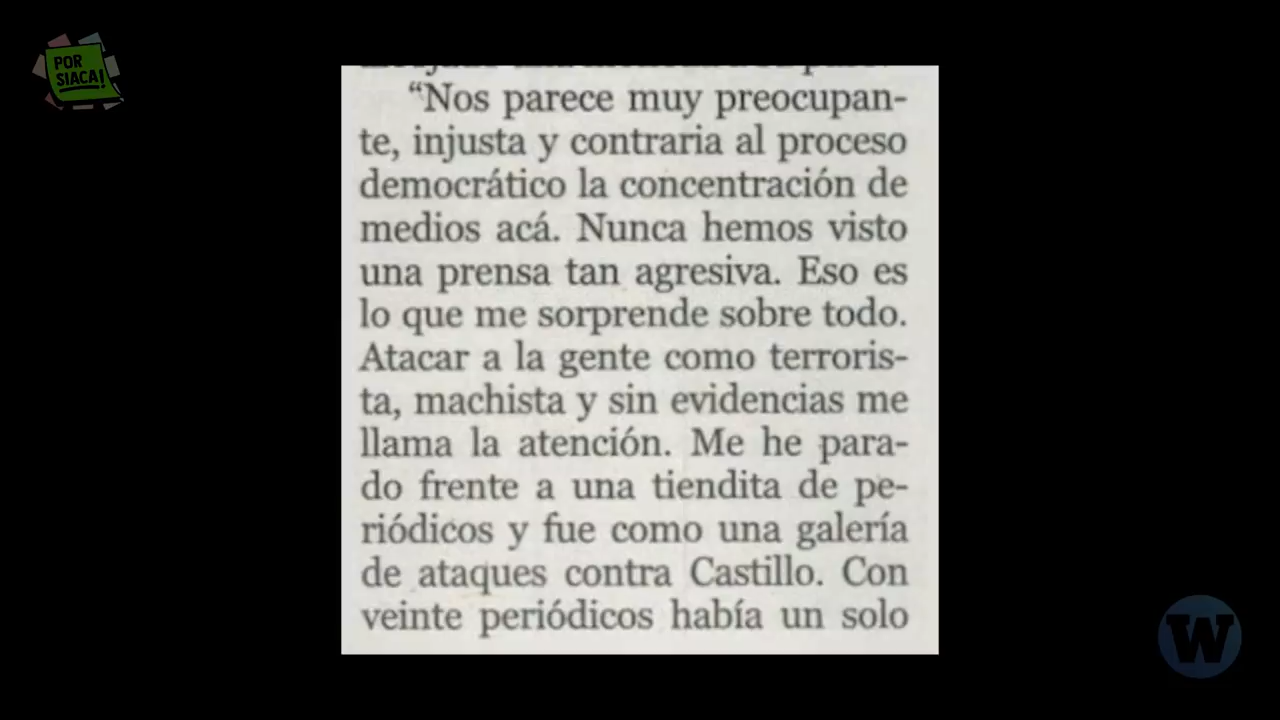 POR
SIACA!
“Nos parece muy preocupan-
te, injusta y contraria al proceso
democrático la concentración de
medios acá. Nunca hemos visto
una prensa tan agresiva. Eso es
lo que me sorprende sobre todo.
Atacar a la gente como terroris-
ta, machista y sin evidencias me
llama la atención. Me he para-
do frente a una tiendita de pe-
riódicos y fue como una galería
de ataques contra Castillo. Con
veinte periódicos había un solo
W